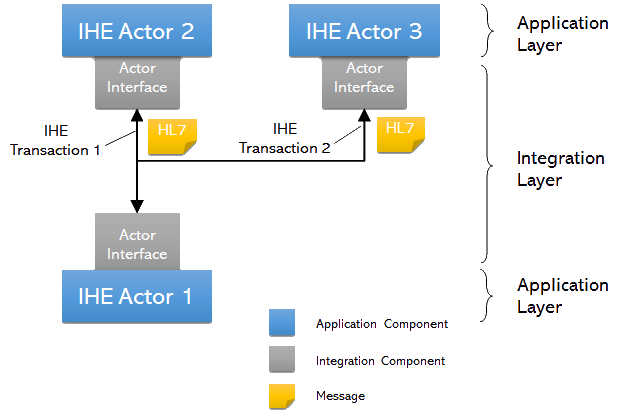 IHE Actor 2
IHE Actor 3
Application
Layer
Actor
Interface
Actor
Interface
IHE
Transaction 1
HL7
IHE
Transaction 2
HL7
Integration
Layer
Actor
Interface
IHE Actor 1
Application
Layer
Application Component
Integration Component
Message